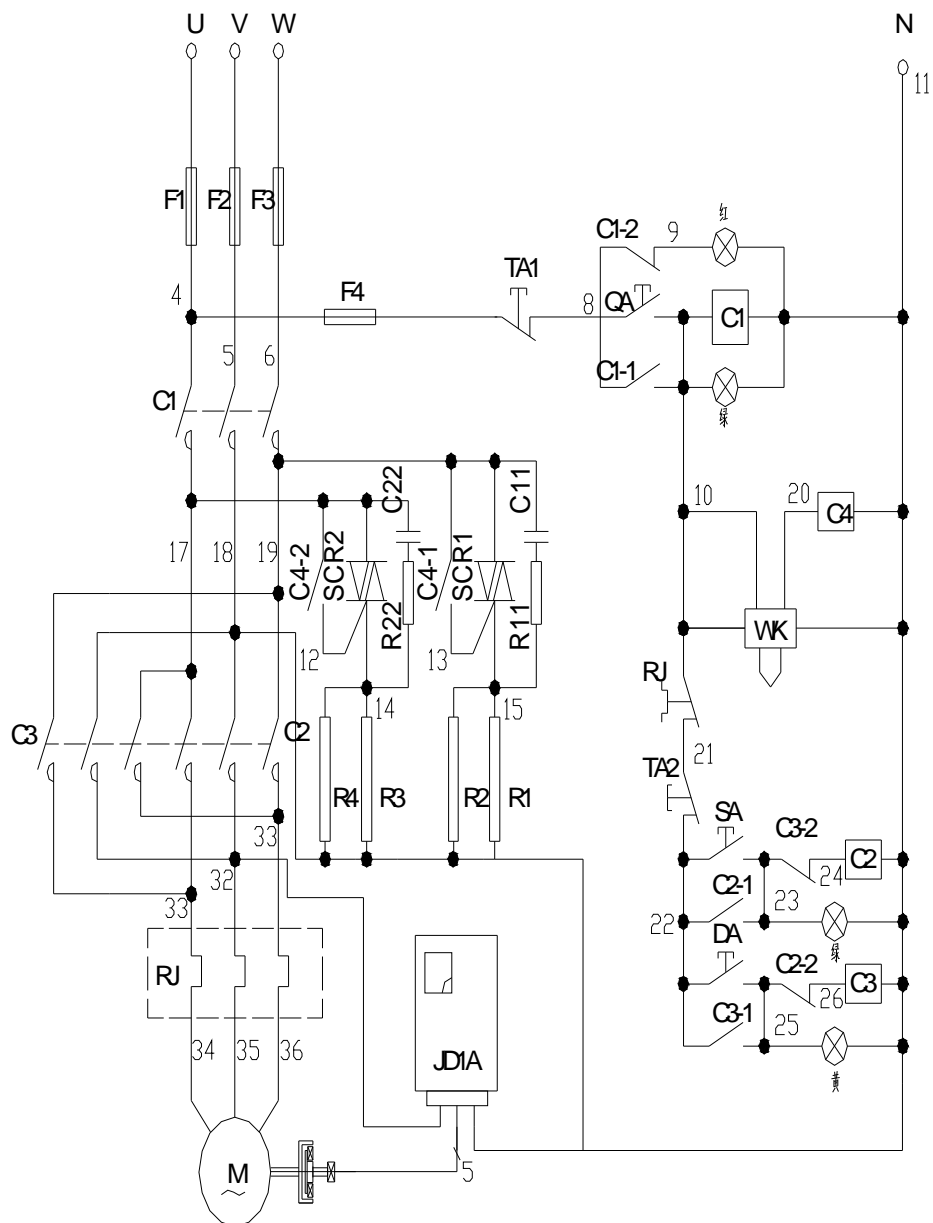 U V W N
11
F1 F2 F3
红
C1-2 9
TA1
4 F4 8 QA C1
5 6
C1 C1-1
绿
C22 C11
10 20 C4
17 18 19 C4-2 SCR2 C4-1 SCR1
R22 R11 WK
12 13
RJ
14 15
C3 C2 21
TA2
R4 R3 R2 R1
33 SA C3-2
C2
32 24
C2-1
33 22 23
绿
DA
RJ C2-2 C3
26
C3-1 25
34 35 36 JD1A
黄
M
~ 5